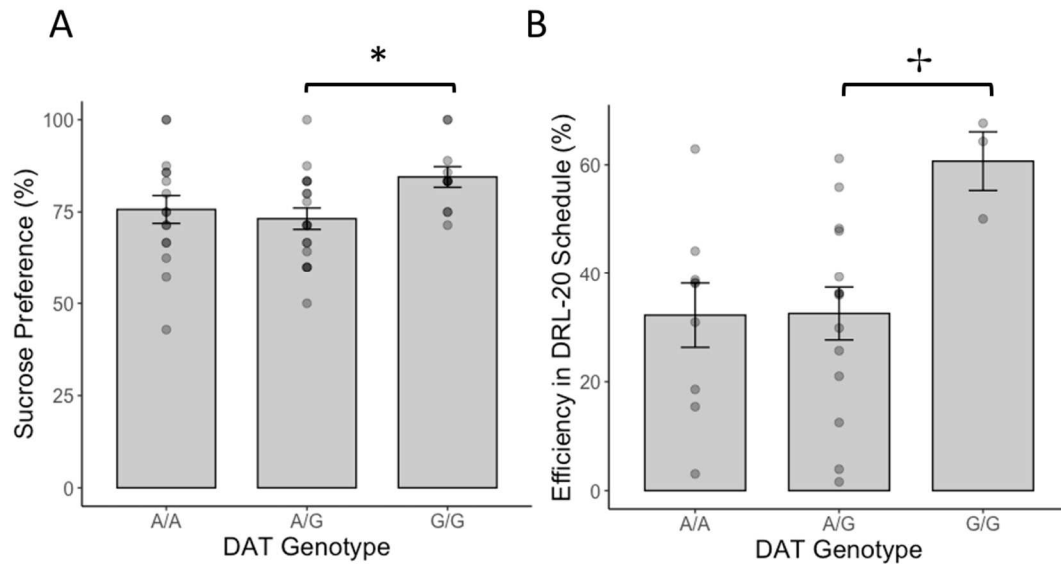 A
*
Sucrose Preference (%)
100
75
50
25
0
A/A
A/G
G/G
DAT Genotype
B
†
Efficiency in DRL-20 Schedule (%)
60
40
20
0
A/A
A/G
G/G
DAT Genotype